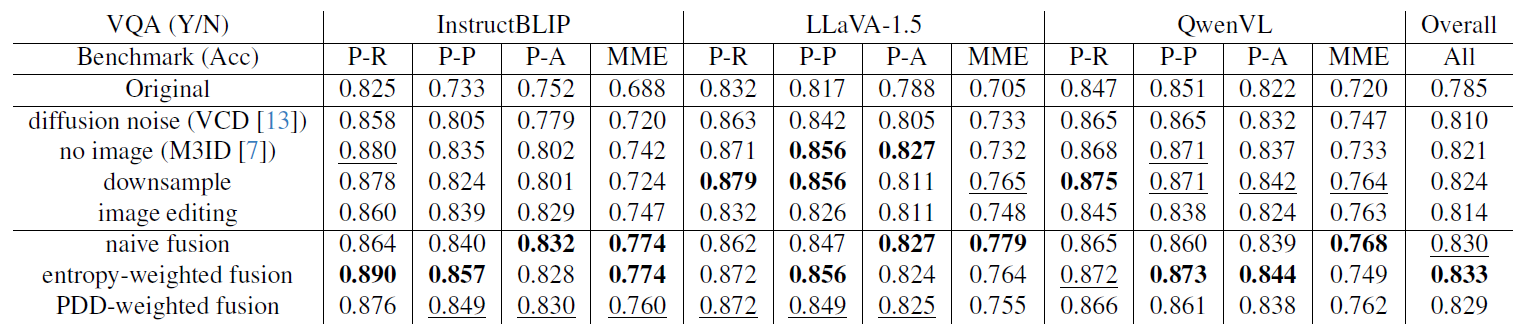 VQA (Y/N) InstructBLIP LLaVA-1.5 QwenVL Overall
Benchmark (Acc) P-R P-P P-A MME P-R P-P P-A MME P-R P-P P-A MME All
Original 0.825 0.733 0.752 0.688 0.832 0.817 0.788 0.705 0.847 0.851 0.822 0.720 0.785
diffusion noise (VCD [13]) 0.858 0.805 0.779 0.720 0.863 0.842 0.805 0.733 0.865 0.865 0.832 0.747 0.810
no image (M3ID [7]) 0.880 0.835 0.802 0.742 0.871 0.856 0.827 0.732 0.868 0.871 0.837 0.733 0.821
downsample 0.878 0.824 0.801 0.724 0.879 0.856 0.811 0.765 0.875 0.871 0.842 0.764 0.824
image editing 0.860 0.839 0.829 0.747 0.832 0.826 0.811 0.748 0.845 0.838 0.824 0.763 0.814
naive fusion 0.864 0.840 0.832 0.774 0.862 0.847 0.827 0.779 0.865 0.860 0.839 0.768 0.830
entropy-weighted fusion 0.890 0.857 0.828 0.774 0.872 0.856 0.824 0.764 0.872 0.873 0.844 0.749 0.833
PDD-weighted fusion 0.876 0.849 0.830 0.760 0.872 0.849 0.825 0.755 0.866 0.861 0.838 0.762 0.829